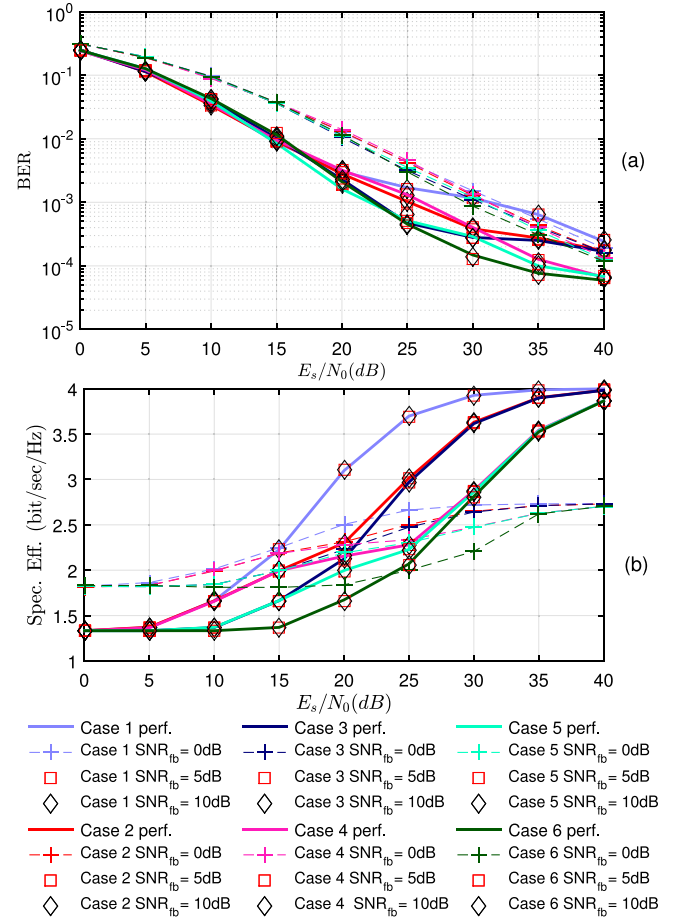 10^0
10^-1
10^-2
10^-3
10^-4
10^-5
BER
0 5 10 15 20 25 30 35 40
E_s/N_0(dB)
(a)
4
3.5
3
2.5
2
1.5
1
Spec. Eff. (bit/sec/Hz)
0 5 10 15 20 25 30 35 40
E_s/N_0(dB)
(b)
Case 1 perf. Case 3 perf. Case 5 perf.
Case 1 SNR_fb= 0dB Case 3 SNR_fb= 0dB Case 5 SNR_fb= 0dB
Case 1 SNR_fb= 5dB Case 3 SNR_fb= 5dB Case 5 SNR_fb= 5dB
Case 1 SNR_fb= 10dB Case 3 SNR_fb= 10dB Case 5 SNR_fb= 10dB
Case 2 perf. Case 4 perf. Case 6 perf.
Case 2 SNR_fb= 0dB Case 4 SNR_fb= 0dB Case 6 SNR_fb= 0dB
Case 2 SNR_fb= 5dB Case 4 SNR_fb= 5dB Case 6 SNR_fb= 5dB
Case 2 SNR_fb= 10dB Case 4 SNR_fb= 10dB Case 6 SNR_fb= 10dB